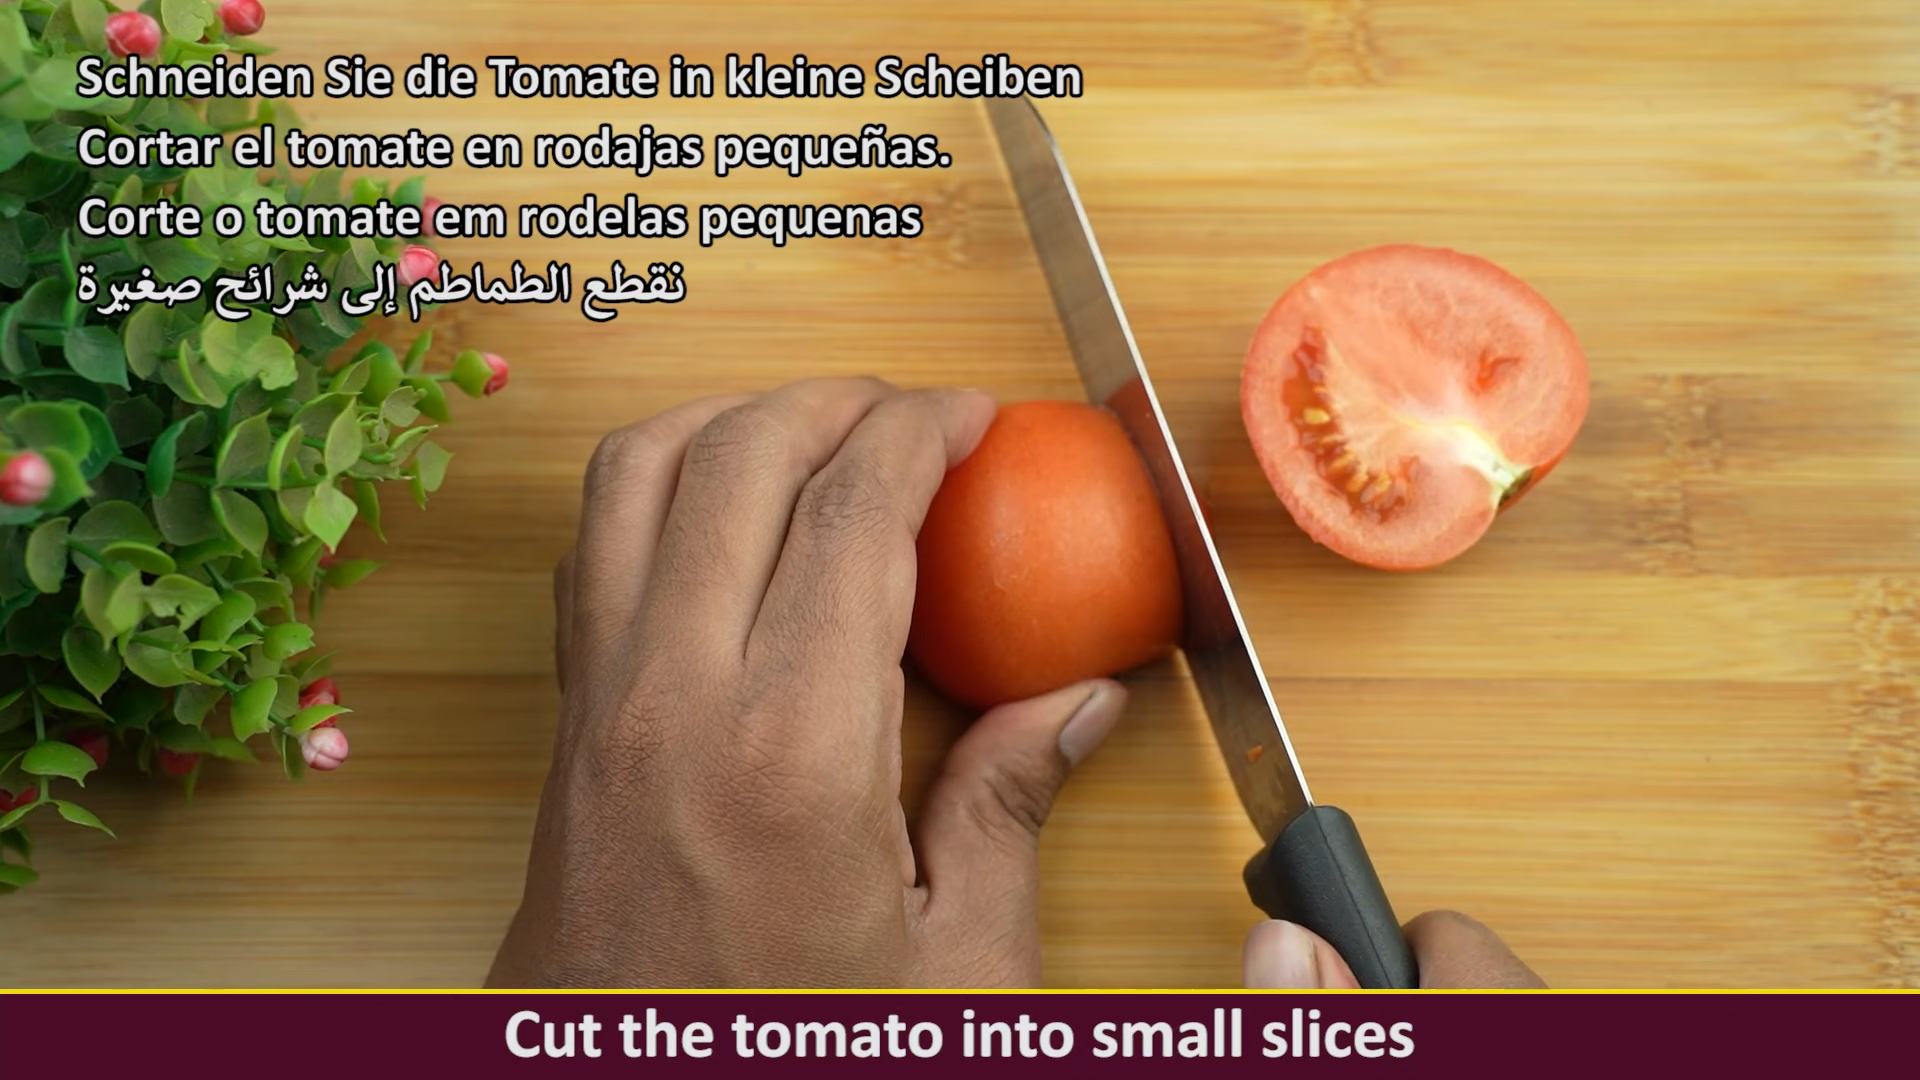 Schneiden Sie die Tomate in kleine Scheiben
Cortar el tomate en rodajas pequeñas.
Corte o tomate em rodelas pequenas
نقطع الطماطم إلى شرائح صغيرة
Cut the tomato into small slices